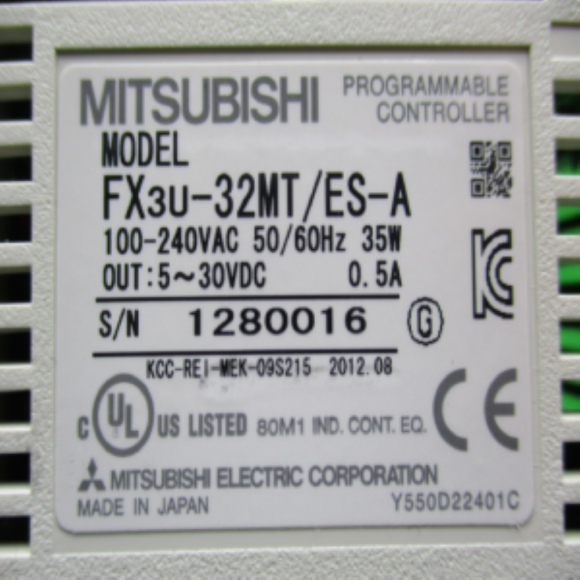 MITSUBISHI
PROGRAMMABLE
CONTROLLER
MODEL
FX3U-32MT/ES-A
100-240VAC 50/60Hz 35W
OUT:5~30VDC 0.5A
S/N 1280016 G
KCC-REI-MEK-09S215 2012.08
C UL US LISTED 80M1 IND. CONT. EQ. CE
MITSUBISHI ELECTRIC CORPORATION
MADE IN JAPAN Y550D22401C